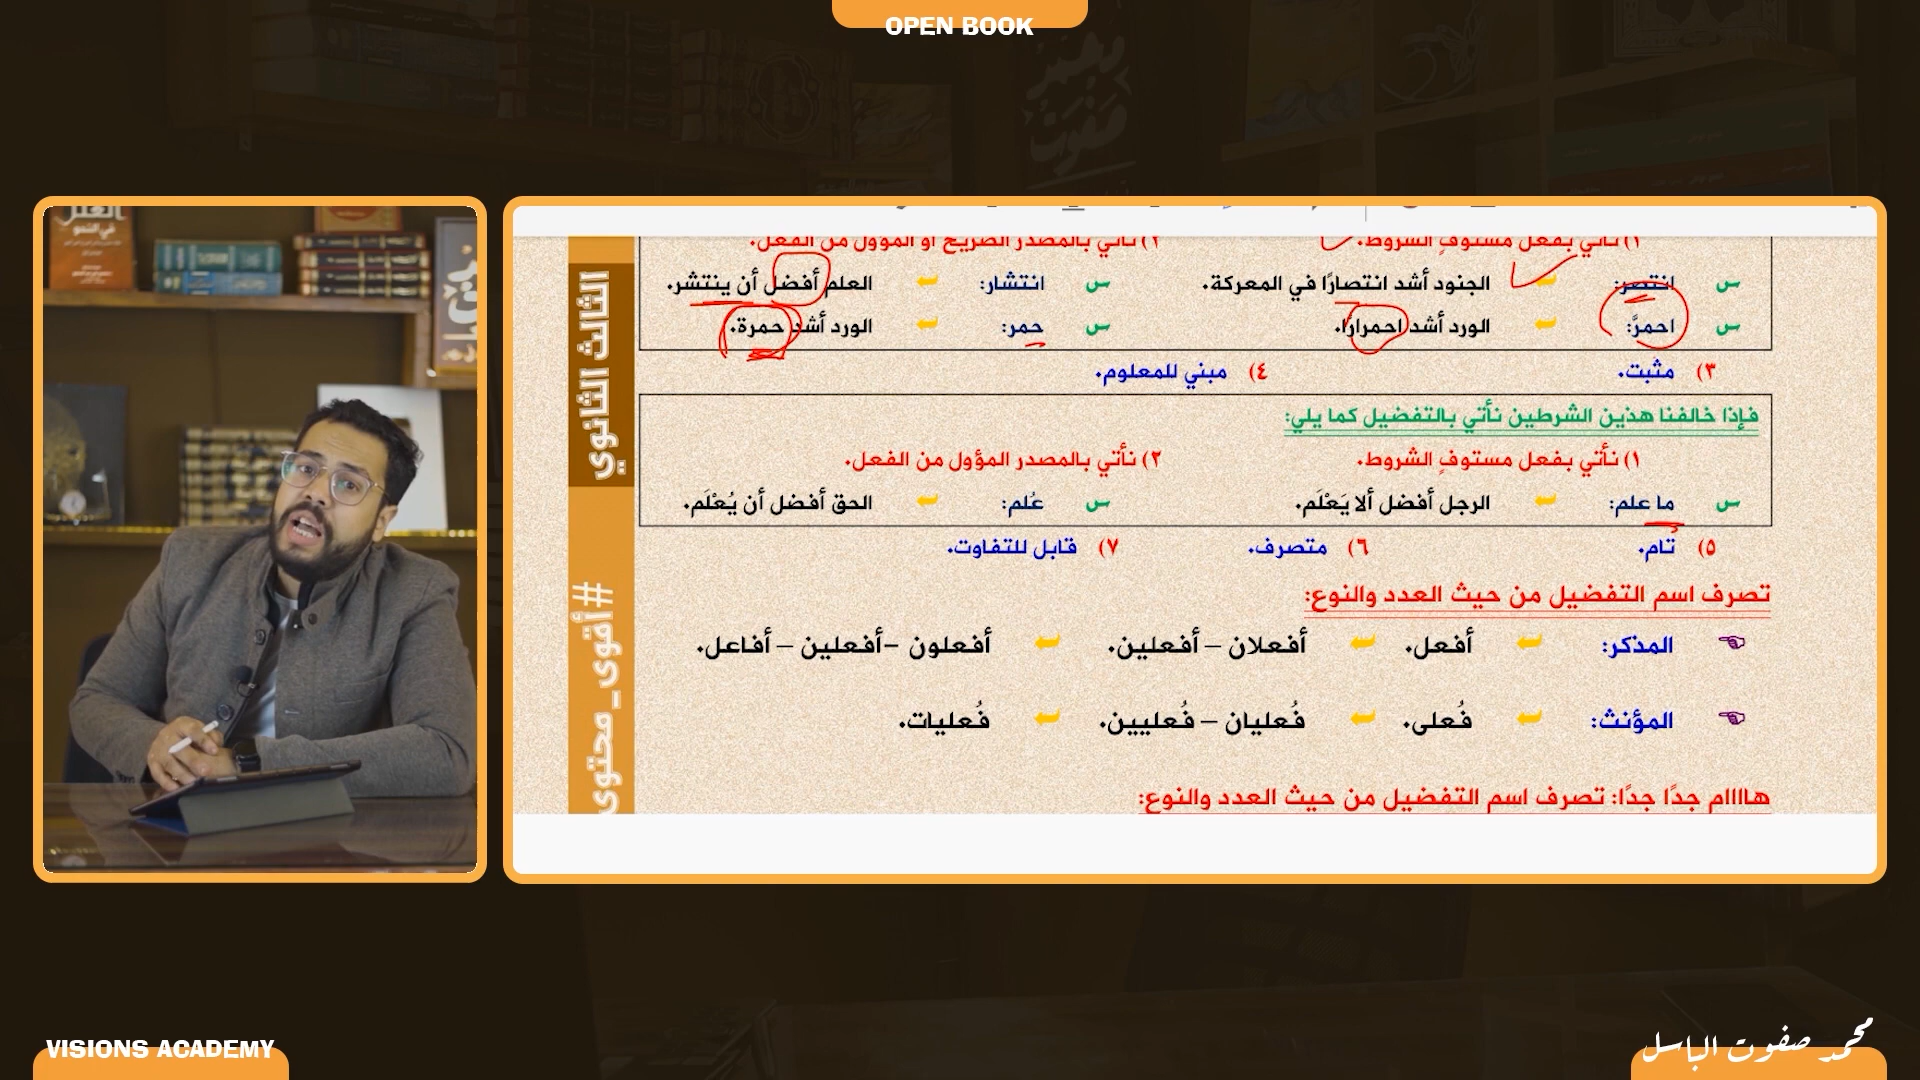 OPEN BOOK
١) نأتي بفعل مستوفٍ الشروط. ٢) نأتي بالمصدر الصريح أو المؤول من الفعل.
س انتصر: الجنود أشد انتصارًا في المعركة. س انتشار: العلم أفضل أن ينتشر.
س احمرَّ: الورد أشد احمرارًا. س حمر: الورد أشد حمرة.
٣) مثبت. ٤) مبني للمعلوم.
فإذا خالفنا هذين الشرطين نأتي بالتفضيل كما يلي:
١) نأتي بفعل مستوفٍ الشروط. ٢) نأتي بالمصدر المؤول من الفعل.
س ما علم: الرجل أفضل ألا يَعْلَم. س عُلم: الحق أفضل أن يُعْلَم.
٥) تام. ٦) متصرف. ٧) قابل للتفاوت.
تصرف اسم التفضيل من حيث العدد والنوع:
المذكر: أفعل. أفعلان – أفعلين. أفعلون –أفعلين – أفاعل.
المؤنث: فُعلى. فُعليان – فُعليين. فُعليات.
هاااام جدًا جدًا: تصرف اسم التفضيل من حيث العدد والنوع:
الثالث الثانوي
#أقوى_محتوى
VISIONS ACADEMY
محمد صفوت الباسل